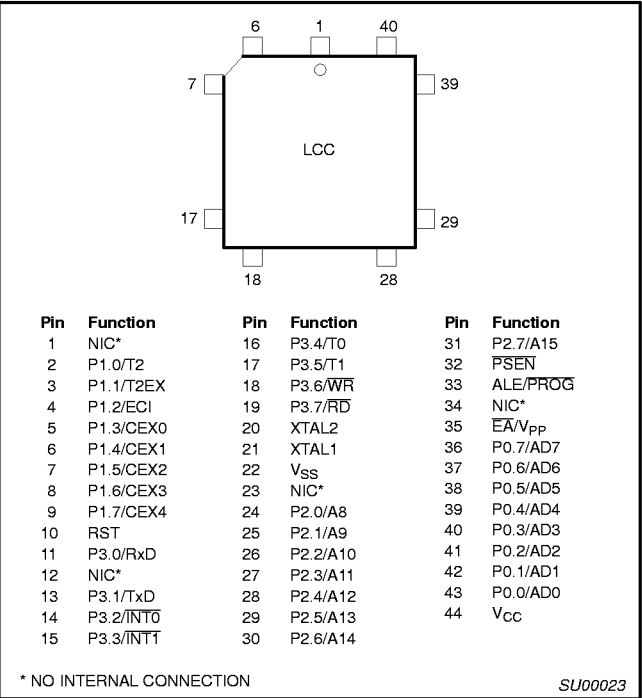 6 1 40
7 39
LCC
17 29
18 28
Pin Function Pin Function Pin Function
1 NIC* 16 P3.4/T0 31 P2.7/A15
2 P1.0/T2 17 P3.5/T1 32 P̅S̅E̅N̅
3 P1.1/T2EX 18 P3.6/W̅R̅ 33 ALE/P̅R̅O̅G̅
4 P1.2/ECI 19 P3.7/R̅D̅ 34 NIC*
5 P1.3/CEX0 20 XTAL2 35 E̅A̅/VPP
6 P1.4/CEX1 21 XTAL1 36 P0.7/AD7
7 P1.5/CEX2 22 VSS 37 P0.6/AD6
8 P1.6/CEX3 23 NIC* 38 P0.5/AD5
9 P1.7/CEX4 24 P2.0/A8 39 P0.4/AD4
10 RST 25 P2.1/A9 40 P0.3/AD3
11 P3.0/RxD 26 P2.2/A10 41 P0.2/AD2
12 NIC* 27 P2.3/A11 42 P0.1/AD1
13 P3.1/TxD 28 P2.4/A12 43 P0.0/AD0
14 P3.2/I̅N̅T̅0̅ 29 P2.5/A13 44 VCC
15 P3.3/I̅N̅T̅1̅ 30 P2.6/A14
* NO INTERNAL CONNECTION
SU00023